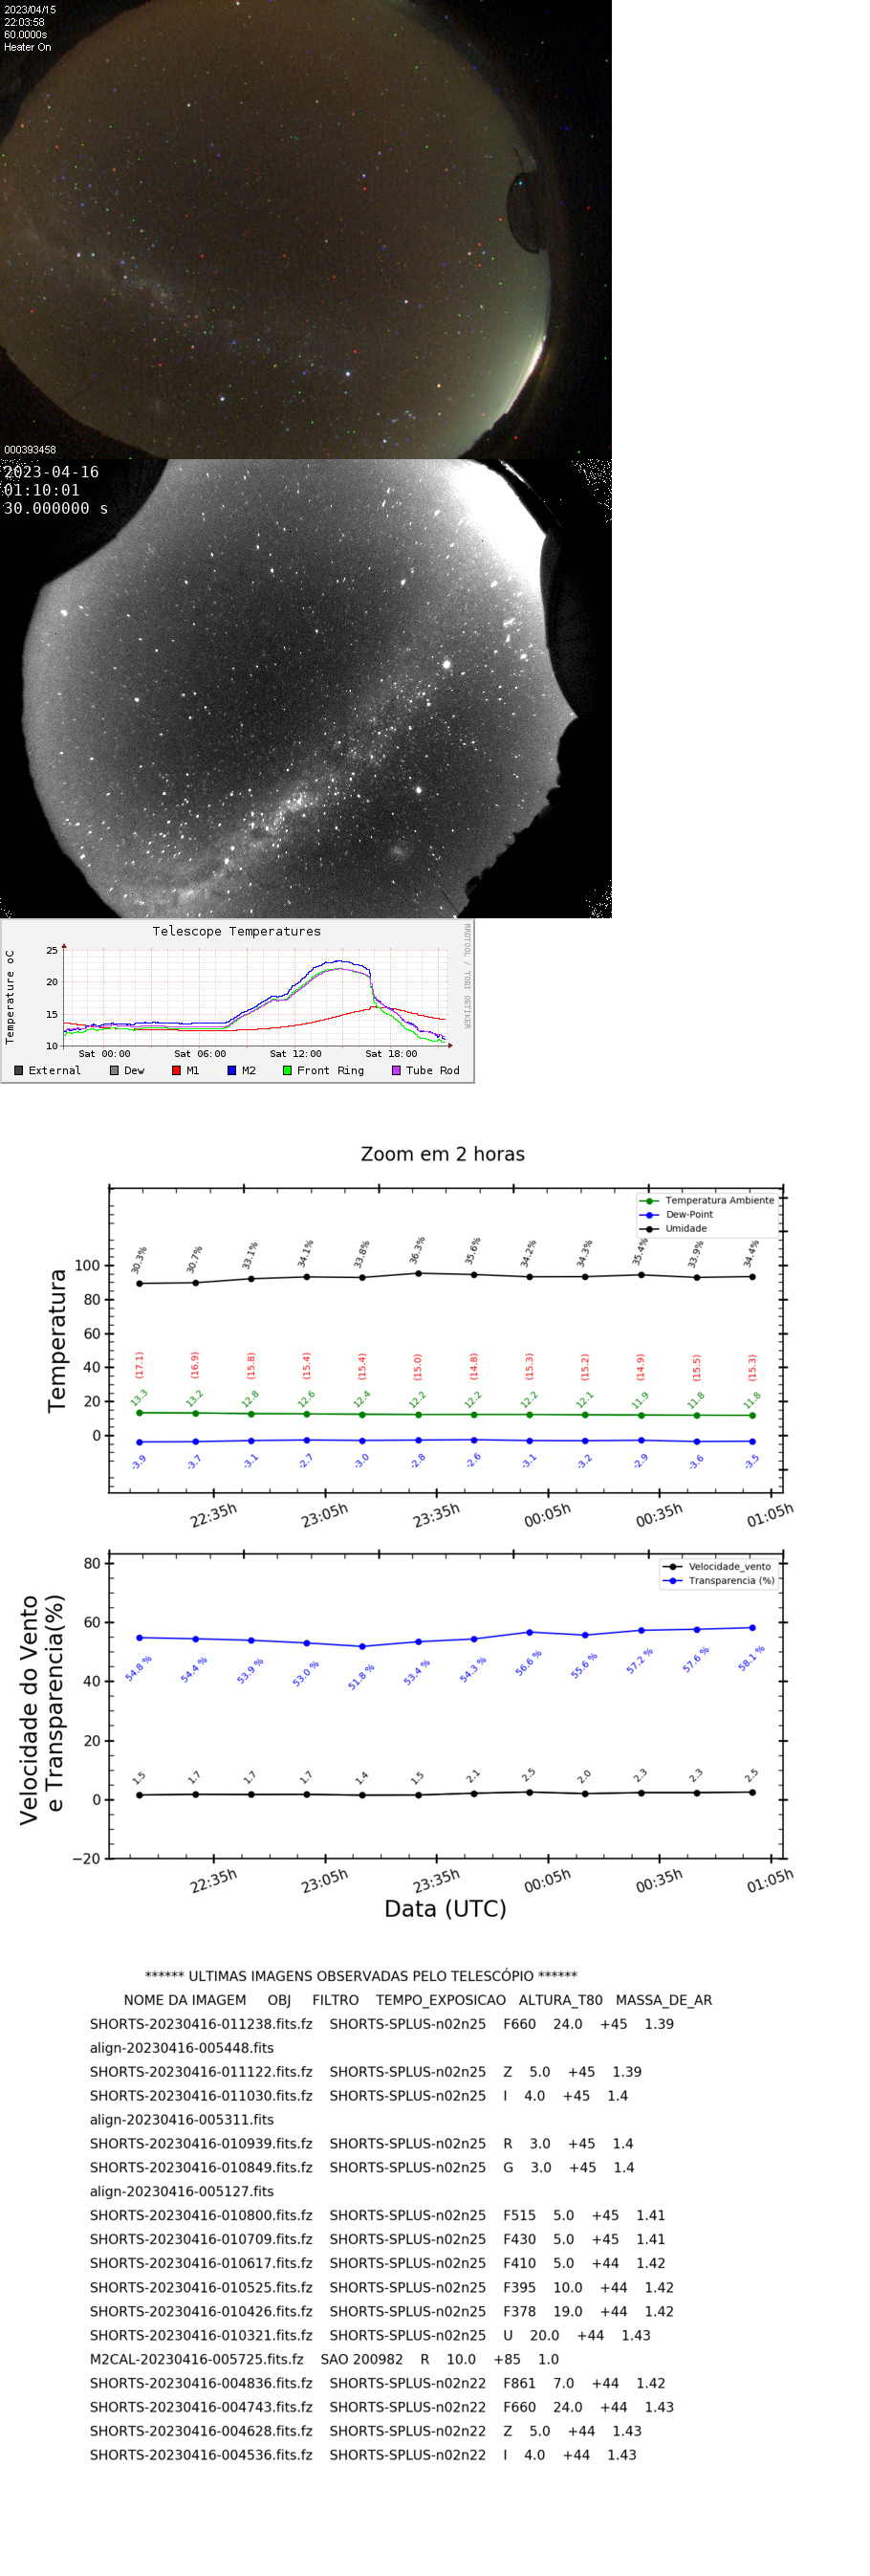 2023/04/15
22:03:58
60.0000s
Heater On
000393458
2023-04-16
01:10:01
30.000000 s
Telescope Temperatures
Temperature oC
RRDTOOL / TOBI OETIKER
25
20
15
10
Sat 00:00 Sat 06:00 Sat 12:00 Sat 18:00
External Dew M1 M2 Front Ring Tube Rod
Zoom em 2 horas
Temperatura Ambiente
Dew-Point
Umidade
Temperatura
100
80
60
40
20
0
30.3% 30.7% 33.1% 34.1% 33.8% 36.3% 35.6% 34.2% 34.3% 35.4% 33.9% 34.4%
(17.1) (16.9) (15.8) (15.4) (15.4) (15.0) (14.8) (15.3) (15.2) (14.9) (15.5) (15.3)
13.3 13.2 12.8 12.6 12.4 12.2 12.2 12.2 12.1 11.9 11.8 11.8
-3.9 -3.7 -3.1 -2.7 -3.0 -2.8 -2.6 -3.1 -3.2 -2.9 -3.6 -3.5
22:35h 23:05h 23:35h 00:05h 00:35h 01:05h
Velocidade_vento
Transparencia (%)
Velocidade do Vento
e Transparencia(%)
80
60
40
20
0
−20
54.8 % 54.4 % 53.9 % 53.0 % 51.8 % 53.4 % 54.3 % 56.6 % 55.6 % 57.2 % 57.6 % 58.1 %
1.5 1.7 1.7 1.7 1.4 1.5 2.1 2.5 2.0 2.3 2.3 2.5
22:35h 23:05h 23:35h 00:05h 00:35h 01:05h
Data (UTC)
****** ULTIMAS IMAGENS OBSERVADAS PELO TELESCÓPIO ******
NOME DA IMAGEM OBJ FILTRO TEMPO_EXPOSICAO ALTURA_T80 MASSA_DE_AR
SHORTS-20230416-011238.fits.fz SHORTS-SPLUS-n02n25 F660 24.0 +45 1.39
align-20230416-005448.fits
SHORTS-20230416-011122.fits.fz SHORTS-SPLUS-n02n25 Z 5.0 +45 1.39
SHORTS-20230416-011030.fits.fz SHORTS-SPLUS-n02n25 I 4.0 +45 1.4
align-20230416-005311.fits
SHORTS-20230416-010939.fits.fz SHORTS-SPLUS-n02n25 R 3.0 +45 1.4
SHORTS-20230416-010849.fits.fz SHORTS-SPLUS-n02n25 G 3.0 +45 1.4
align-20230416-005127.fits
SHORTS-20230416-010800.fits.fz SHORTS-SPLUS-n02n25 F515 5.0 +45 1.41
SHORTS-20230416-010709.fits.fz SHORTS-SPLUS-n02n25 F430 5.0 +45 1.41
SHORTS-20230416-010617.fits.fz SHORTS-SPLUS-n02n25 F410 5.0 +44 1.42
SHORTS-20230416-010525.fits.fz SHORTS-SPLUS-n02n25 F395 10.0 +44 1.42
SHORTS-20230416-010426.fits.fz SHORTS-SPLUS-n02n25 F378 19.0 +44 1.42
SHORTS-20230416-010321.fits.fz SHORTS-SPLUS-n02n25 U 20.0 +44 1.43
M2CAL-20230416-005725.fits.fz SAO 200982 R 10.0 +85 1.0
SHORTS-20230416-004836.fits.fz SHORTS-SPLUS-n02n22 F861 7.0 +44 1.42
SHORTS-20230416-004743.fits.fz SHORTS-SPLUS-n02n22 F660 24.0 +44 1.43
SHORTS-20230416-004628.fits.fz SHORTS-SPLUS-n02n22 Z 5.0 +44 1.43
SHORTS-20230416-004536.fits.fz SHORTS-SPLUS-n02n22 I 4.0 +44 1.43